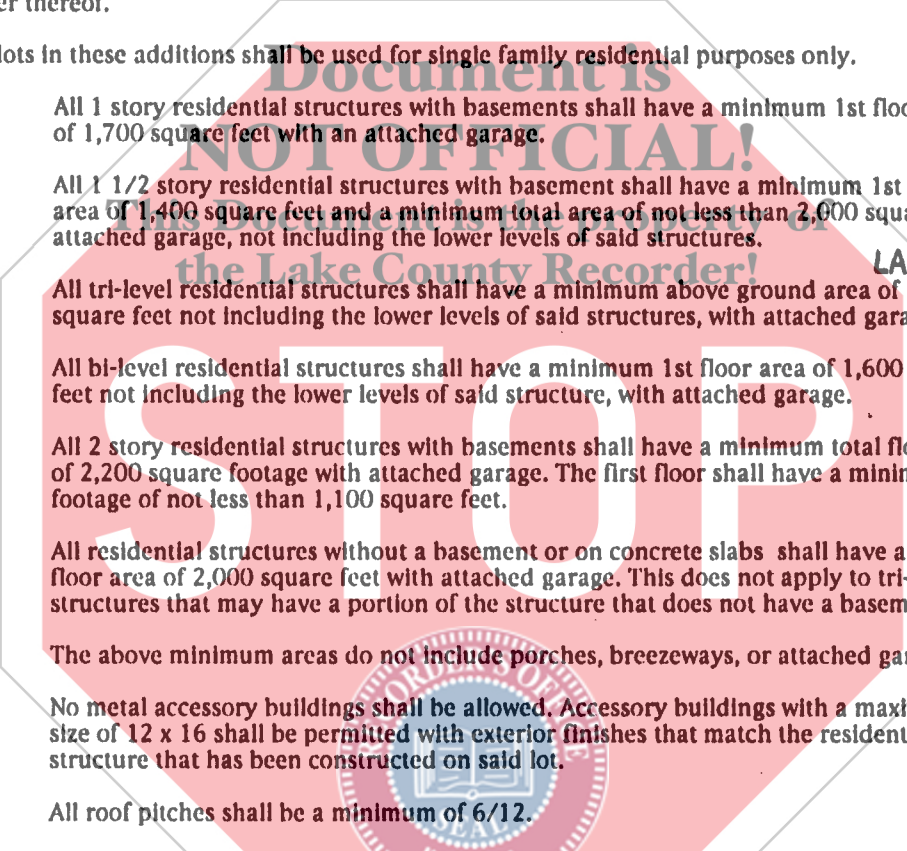 er thereof.
lots in these additions shall be used for single family residential purposes only.
Document is
All 1 story residential structures with basements shall have a minimum 1st floo
of 1,700 square feet with an attached garage.
NOT OFFICIAL!
All 1 1/2 story residential structures with basement shall have a minimum 1st
area of 1,400 square feet and a minimum total area of not less than 2,000 squa
This Document is the property of
attached garage, not including the lower levels of said structures.
the Lake County Recorder!
LA
All tri-level residential structures shall have a minimum above ground area of
square feet not including the lower levels of said structures, with attached gara
STOP
All bi-level residential structures shall have a minimum 1st floor area of 1,600
feet not including the lower levels of said structure, with attached garage.
All 2 story residential structures with basements shall have a minimum total flo
of 2,200 square footage with attached garage. The first floor shall have a minin
footage of not less than 1,100 square feet.
All residential structures without a basement or on concrete slabs shall have a
floor area of 2,000 square feet with attached garage. This does not apply to tri-
structures that may have a portion of the structure that does not have a basem
The above minimum areas do not include porches, breezeways, or attached gar
RECORDER'S OFFICE
No metal accessory buildings shall be allowed. Accessory buildings with a maxi
size of 12 x 16 shall be permitted with exterior finishes that match the resident
structure that has been constructed on said lot.
All roof pitches shall be a minimum of 6/12.
SEAL